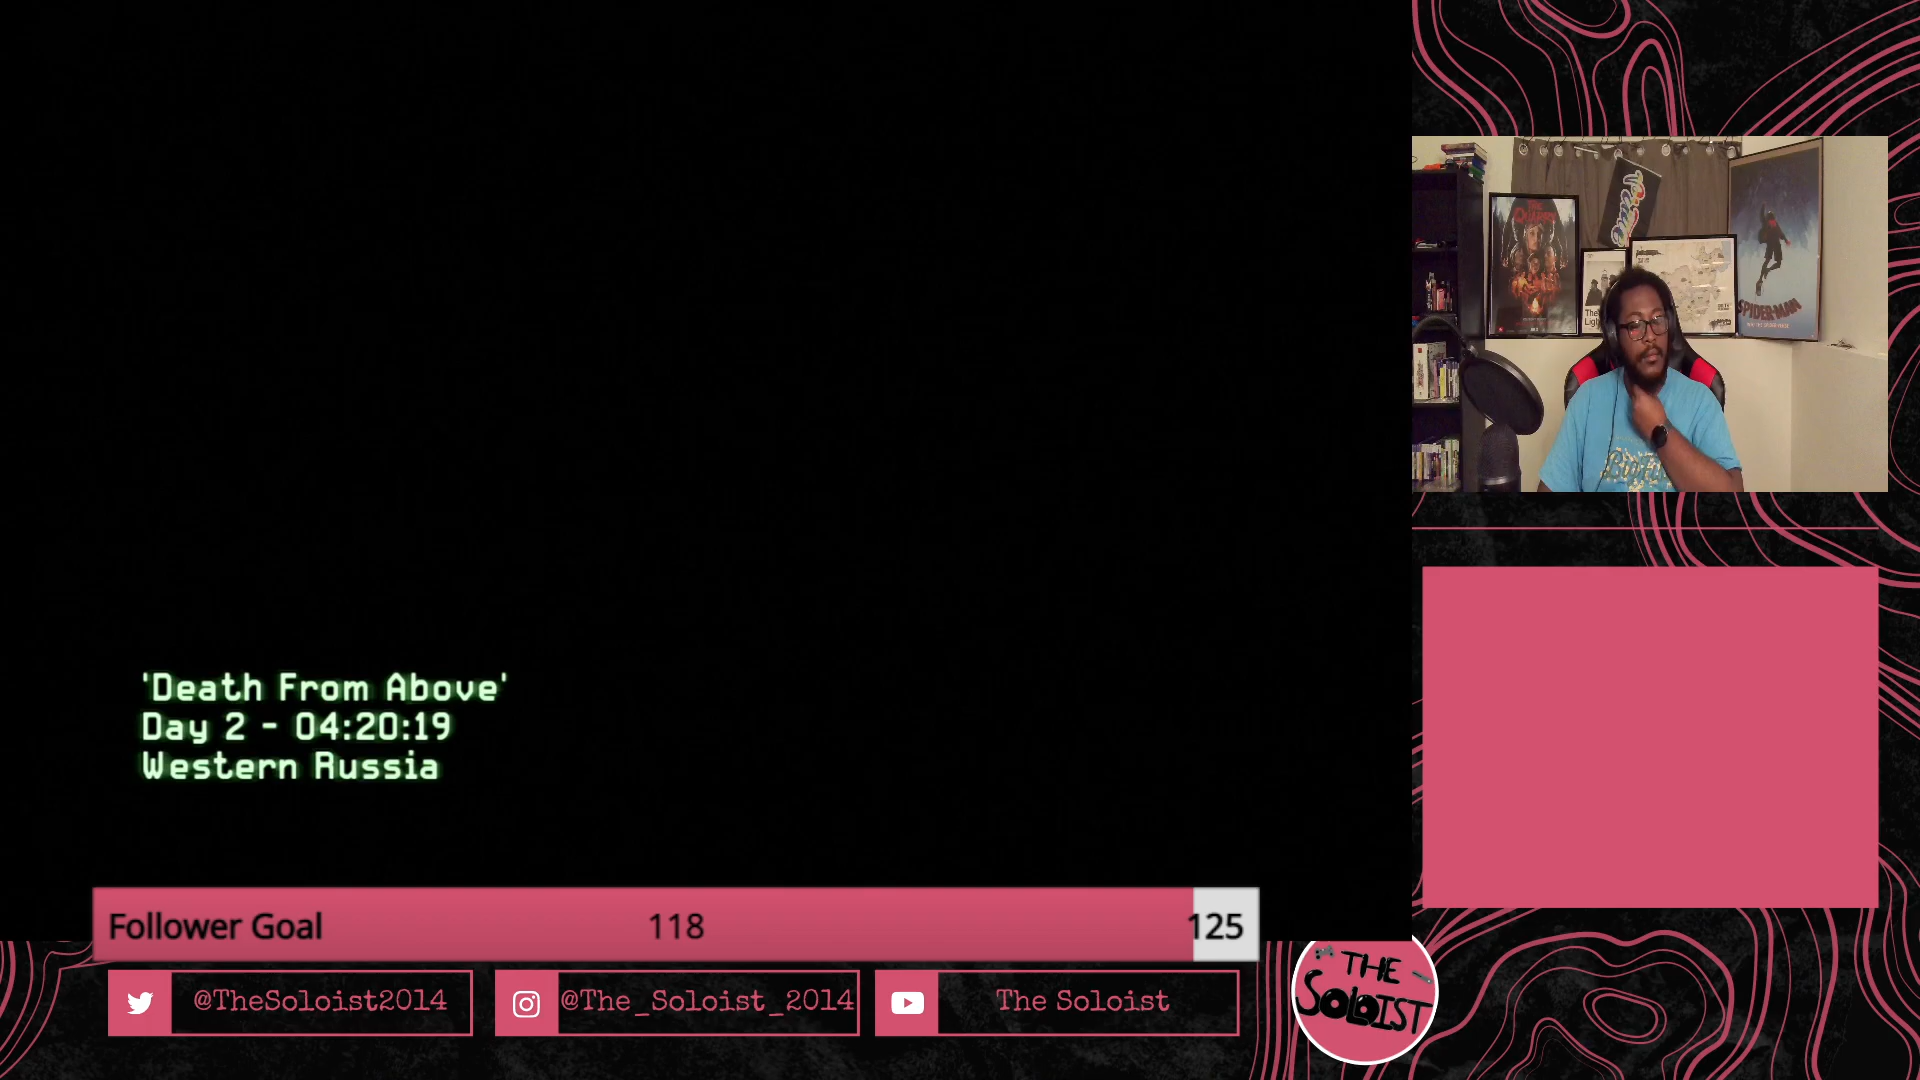 'Death From Above'
Day 2 - 04:20:19
Western Russia
Follower Goal 118 125
@TheSoloist2014
@The_Soloist_2014
The Soloist
THE
SOLOIST
SPIDER-MAN